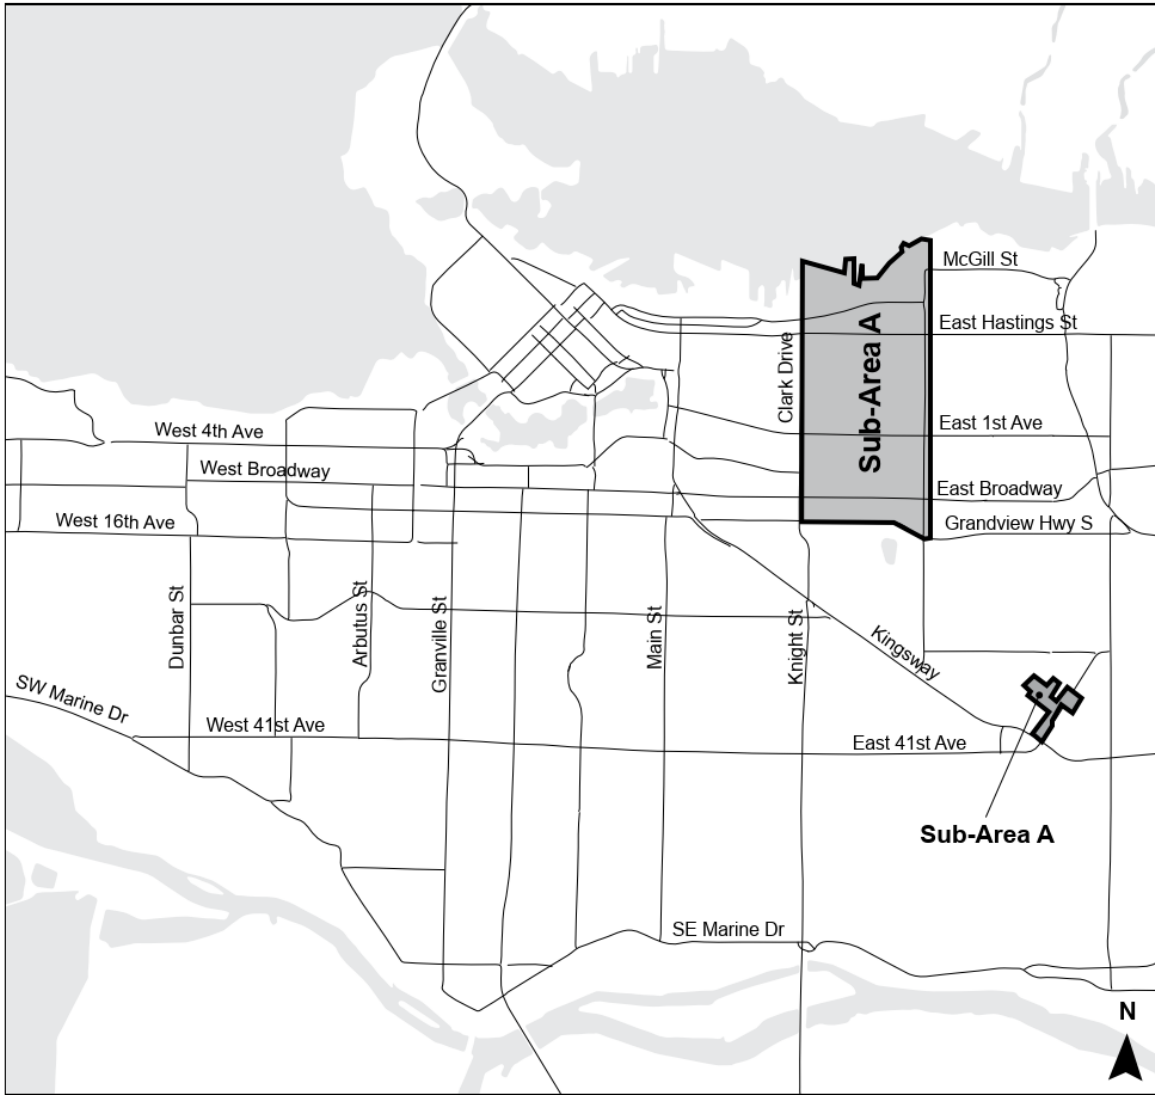 McGill St
East Hastings St
Clark Drive
Sub-Area A
East 1st Ave
West 4th Ave
West Broadway
East Broadway
West 16th Ave
Grandview Hwy S
Dunbar St
Arbutus St
Granville St
Main St
Knight St
Kingsway
SW Marine Dr
West 41st Ave
East 41st Ave
Sub-Area A
SE Marine Dr
N